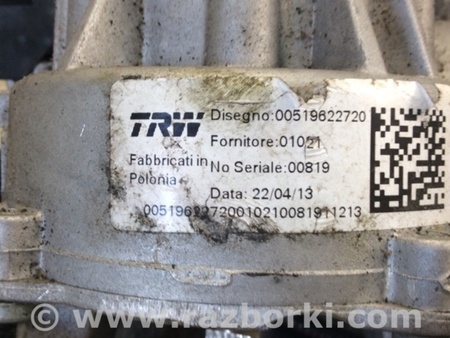 TRW
Disegno:00519622720
Fornitore:01021
Fabbricati in
Polonia
No Seriale:00819
Data: 22/04/13
00519622720010210081911213
© www.razborki.com